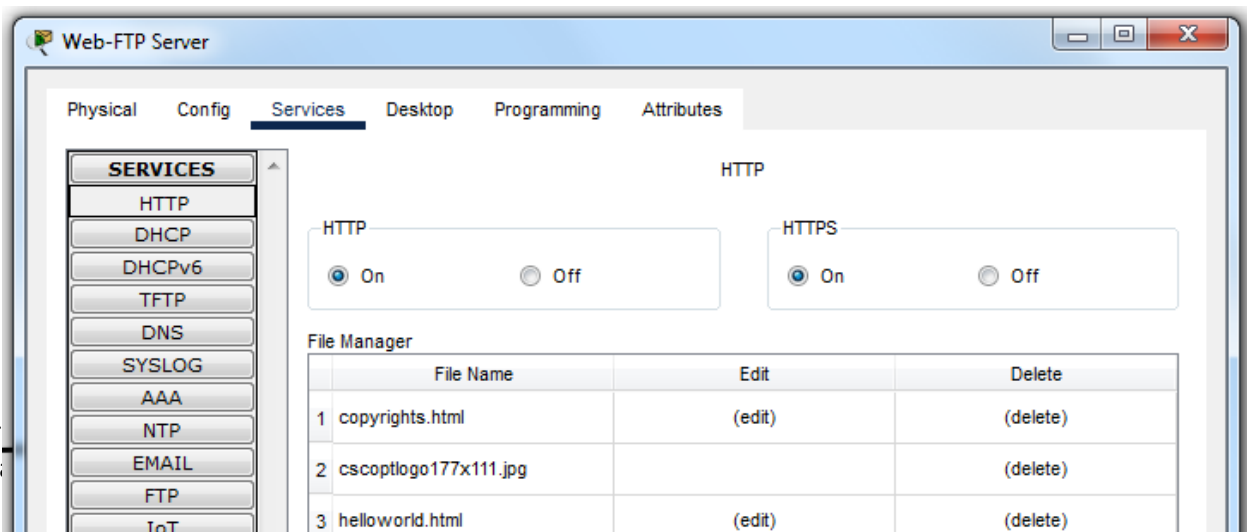 Web-FTP Server
Physical Config Services Desktop Programming Attributes
SERVICES
HTTP
DHCP
DHCPv6
TFTP
DNS
SYSLOG
AAA
NTP
EMAIL
FTP
IoT
HTTP
HTTP HTTPS
On Off On Off
File Manager
File Name Edit Delete
1 copyrights.html (edit) (delete)
2 cscoptlogo177x111.jpg (delete)
3 helloworld.html (edit) (delete)